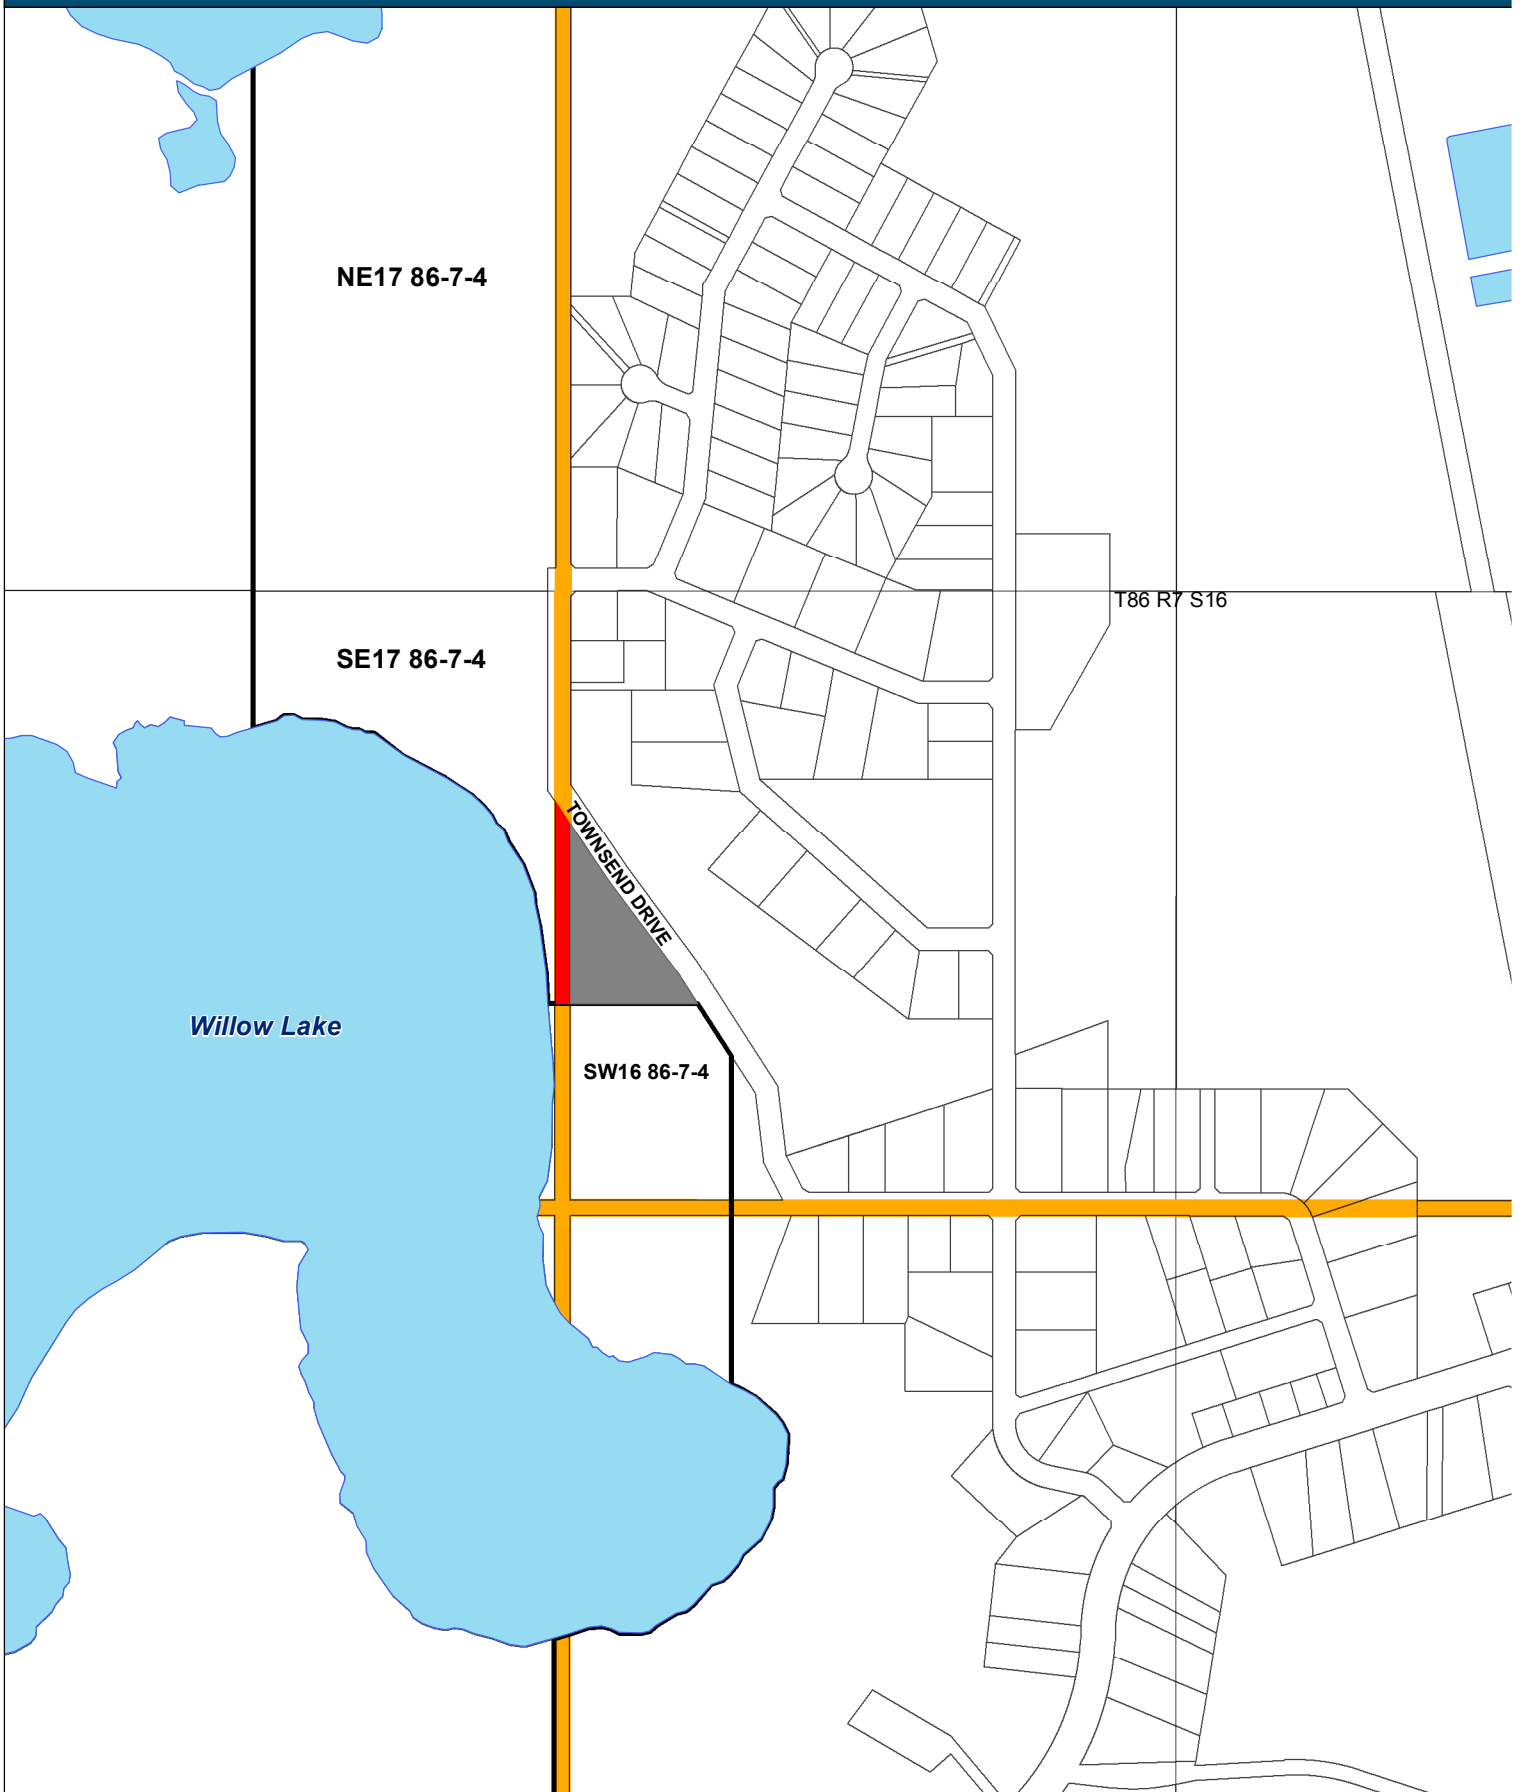 NE17 86-7-4
T86 R7 S16
SE17 86-7-4
TOWNSEND DRIVE
Willow Lake
SW16 86-7-4